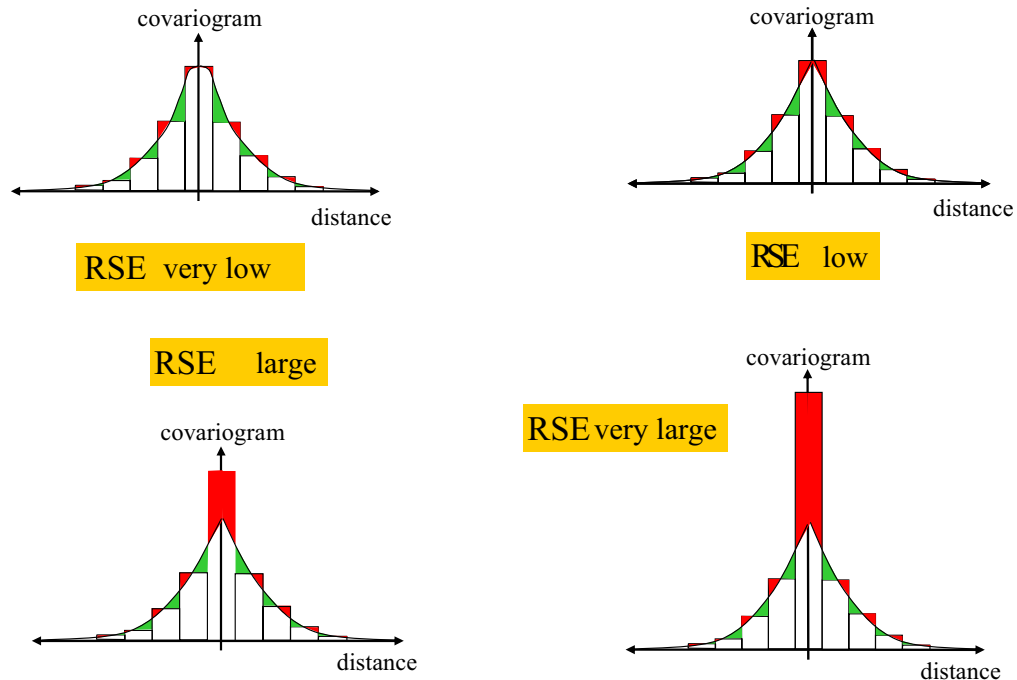 covariogram
distance
RSE very low
covariogram
distance
RSE low
RSE large
covariogram
distance
covariogram
RSE very large
distance